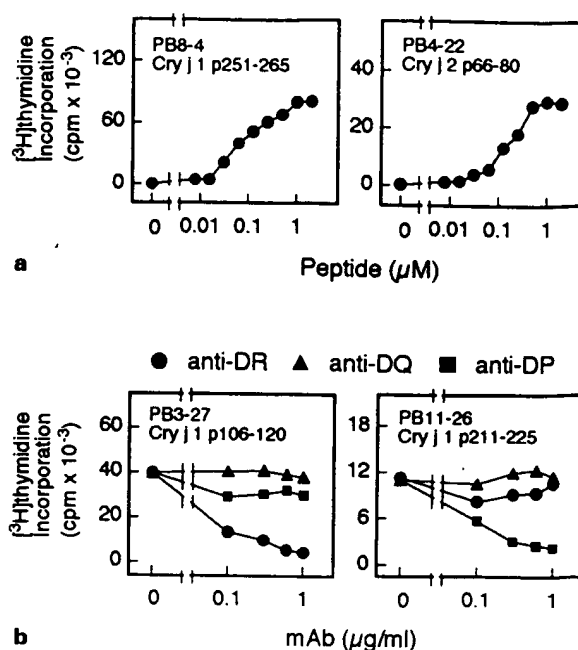 [³H]thymidine
Incorporation
(cpm x 10⁻³)
PB8-4
Cry j 1 p251-265
120
60
0
0
0.01
0.1
1
PB4-22
Cry j 2 p66-80
50
25
0
0
0.01
0.1
1
a
Peptide (µM)
anti-DR
anti-DQ
anti-DP
[³H]thymidine
Incorporation
(cpm x 10⁻³)
PB3-27
Cry j 1 p106-120
60
40
20
0
0
0.1
1
PB11-26
Cry j 1 p211-225
18
12
6
0
0
0.1
1
b
mAb (µg/ml)